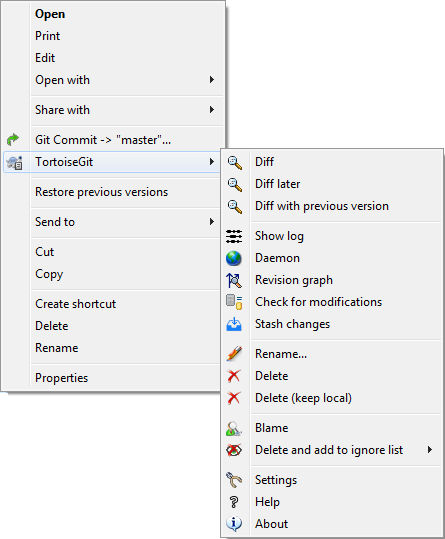 Open
Print
Edit
Open with
Share with
Git Commit -> "master"...
TortoiseGit
Restore previous versions
Send to
Cut
Copy
Create shortcut
Delete
Rename
Properties
Diff
Diff later
Diff with previous version
Show log
Daemon
Revision graph
Check for modifications
Stash changes
Rename...
Delete
Delete (keep local)
Blame
Delete and add to ignore list
Settings
Help
About